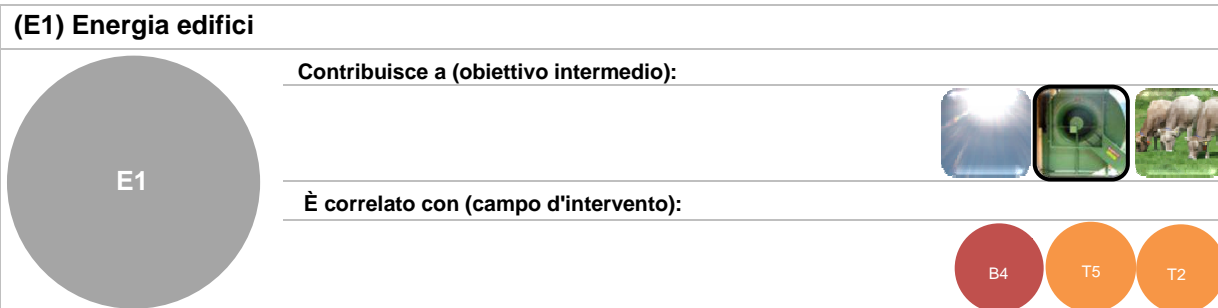 (E1) Energia edifici
Contribuisce a (obiettivo intermedio):
E1
È correlato con (campo d'intervento):
B4 T5 T2